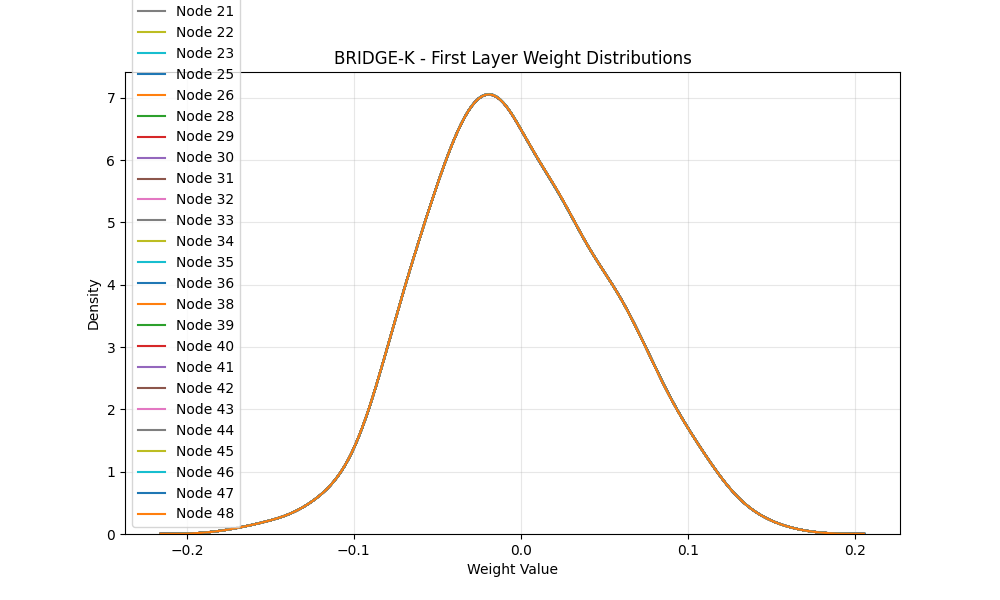 Node 21
Node 22
Node 23
Node 25
Node 26
Node 28
Node 29
Node 30
Node 31
Node 32
Node 33
Node 34
Node 35
Node 36
Node 38
Node 39
Node 40
Node 41
Node 42
Node 43
Node 44
Node 45
Node 46
Node 47
Node 48
BRIDGE-K - First Layer Weight Distributions
Density
7
6
5
4
3
2
1
0
−0.2
−0.1
0.0
0.1
0.2
Weight Value